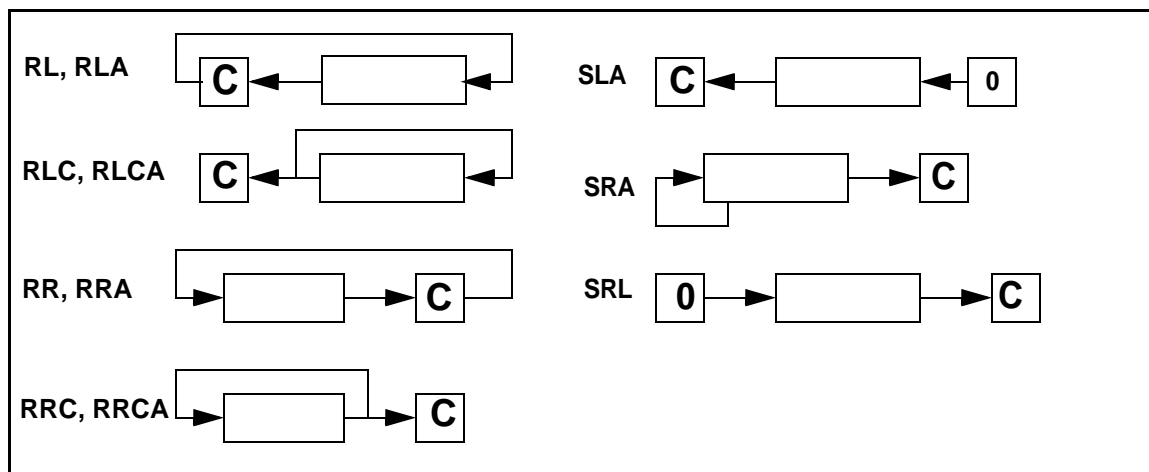 RL, RLA C
SLA C 0
RLC, RLCA C
SRA C
RR, RRA C
SRL 0 C
RRC, RRCA C